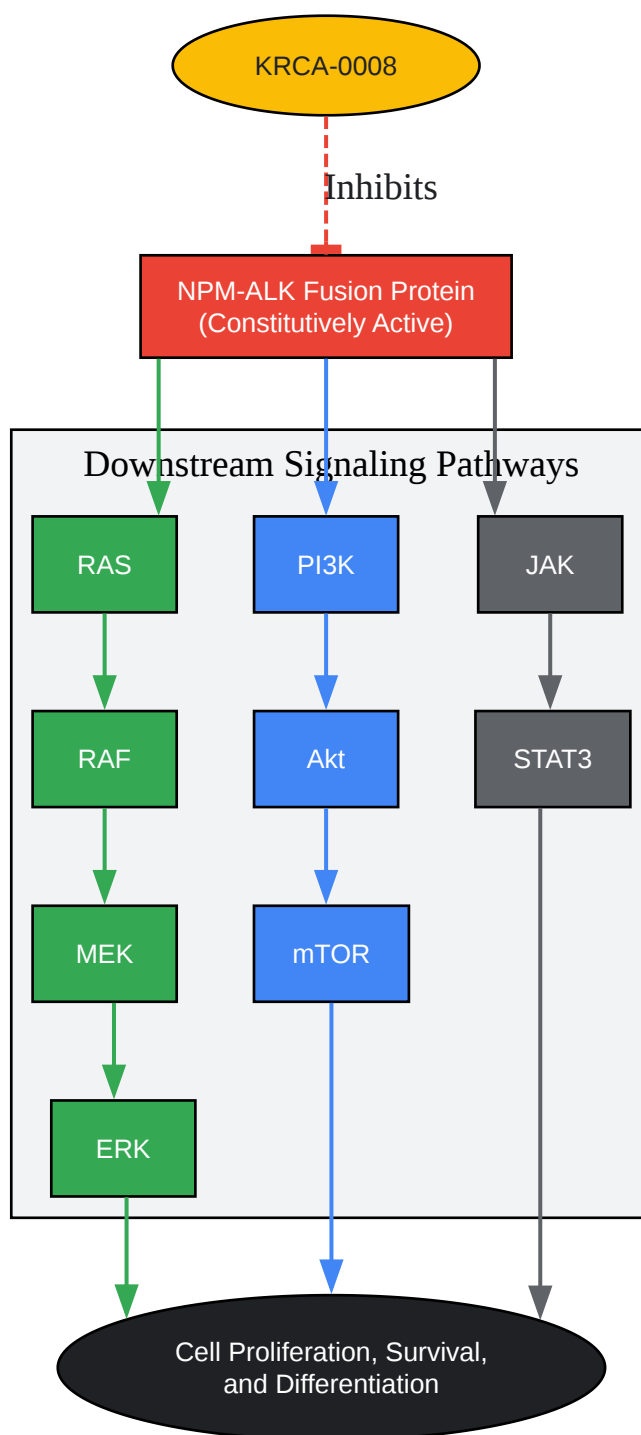 KRCA-0008
Inhibits
NPM-ALK Fusion Protein
(Constitutively Active)
Downstream Signaling Pathways
RAS
PI3K
JAK
RAF
Akt
STAT3
MEK
mTOR
ERK
Cell Proliferation, Survival,
and Differentiation